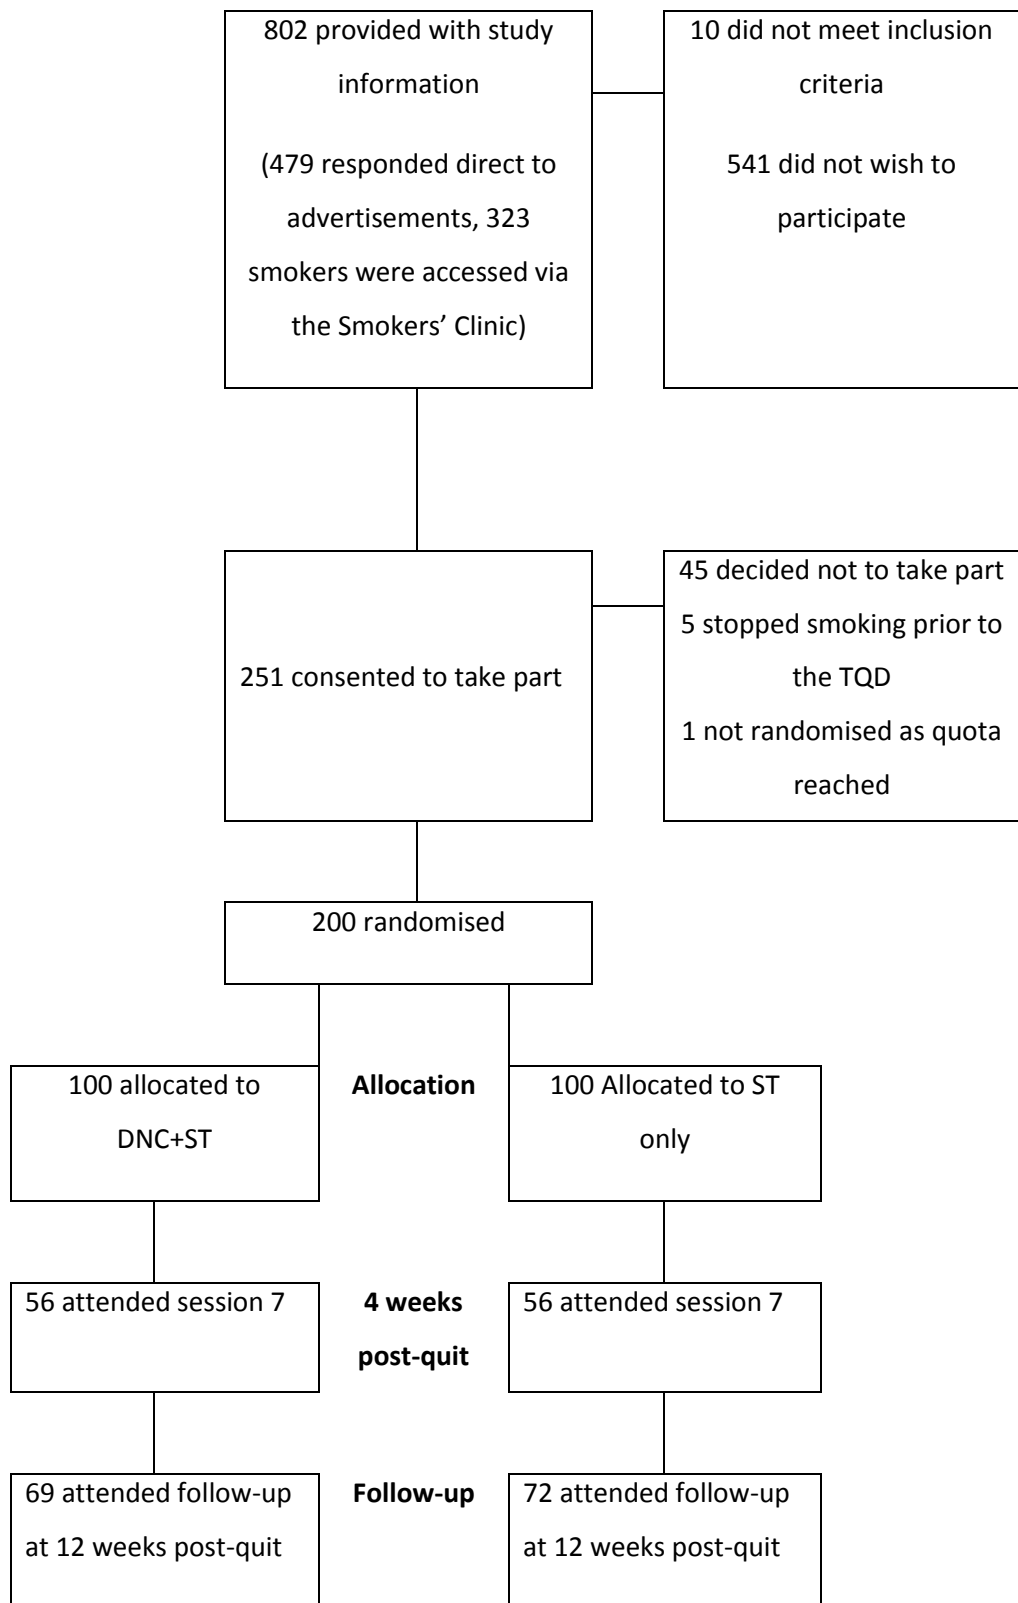 802 provided with study
information
(479 responded direct to
advertisements, 323
smokers were accessed via
the Smokers’ Clinic)
10 did not meet inclusion
criteria
541 did not wish to
participate
251 consented to take part
45 decided not to take part
5 stopped smoking prior to
the TQD
1 not randomised as quota
reached
200 randomised
100 allocated to
DNC+ST
Allocation
100 Allocated to ST
only
56 attended session 7
4 weeks
post-quit
56 attended session 7
69 attended follow-up
at 12 weeks post-quit
Follow-up
72 attended follow-up
at 12 weeks post-quit